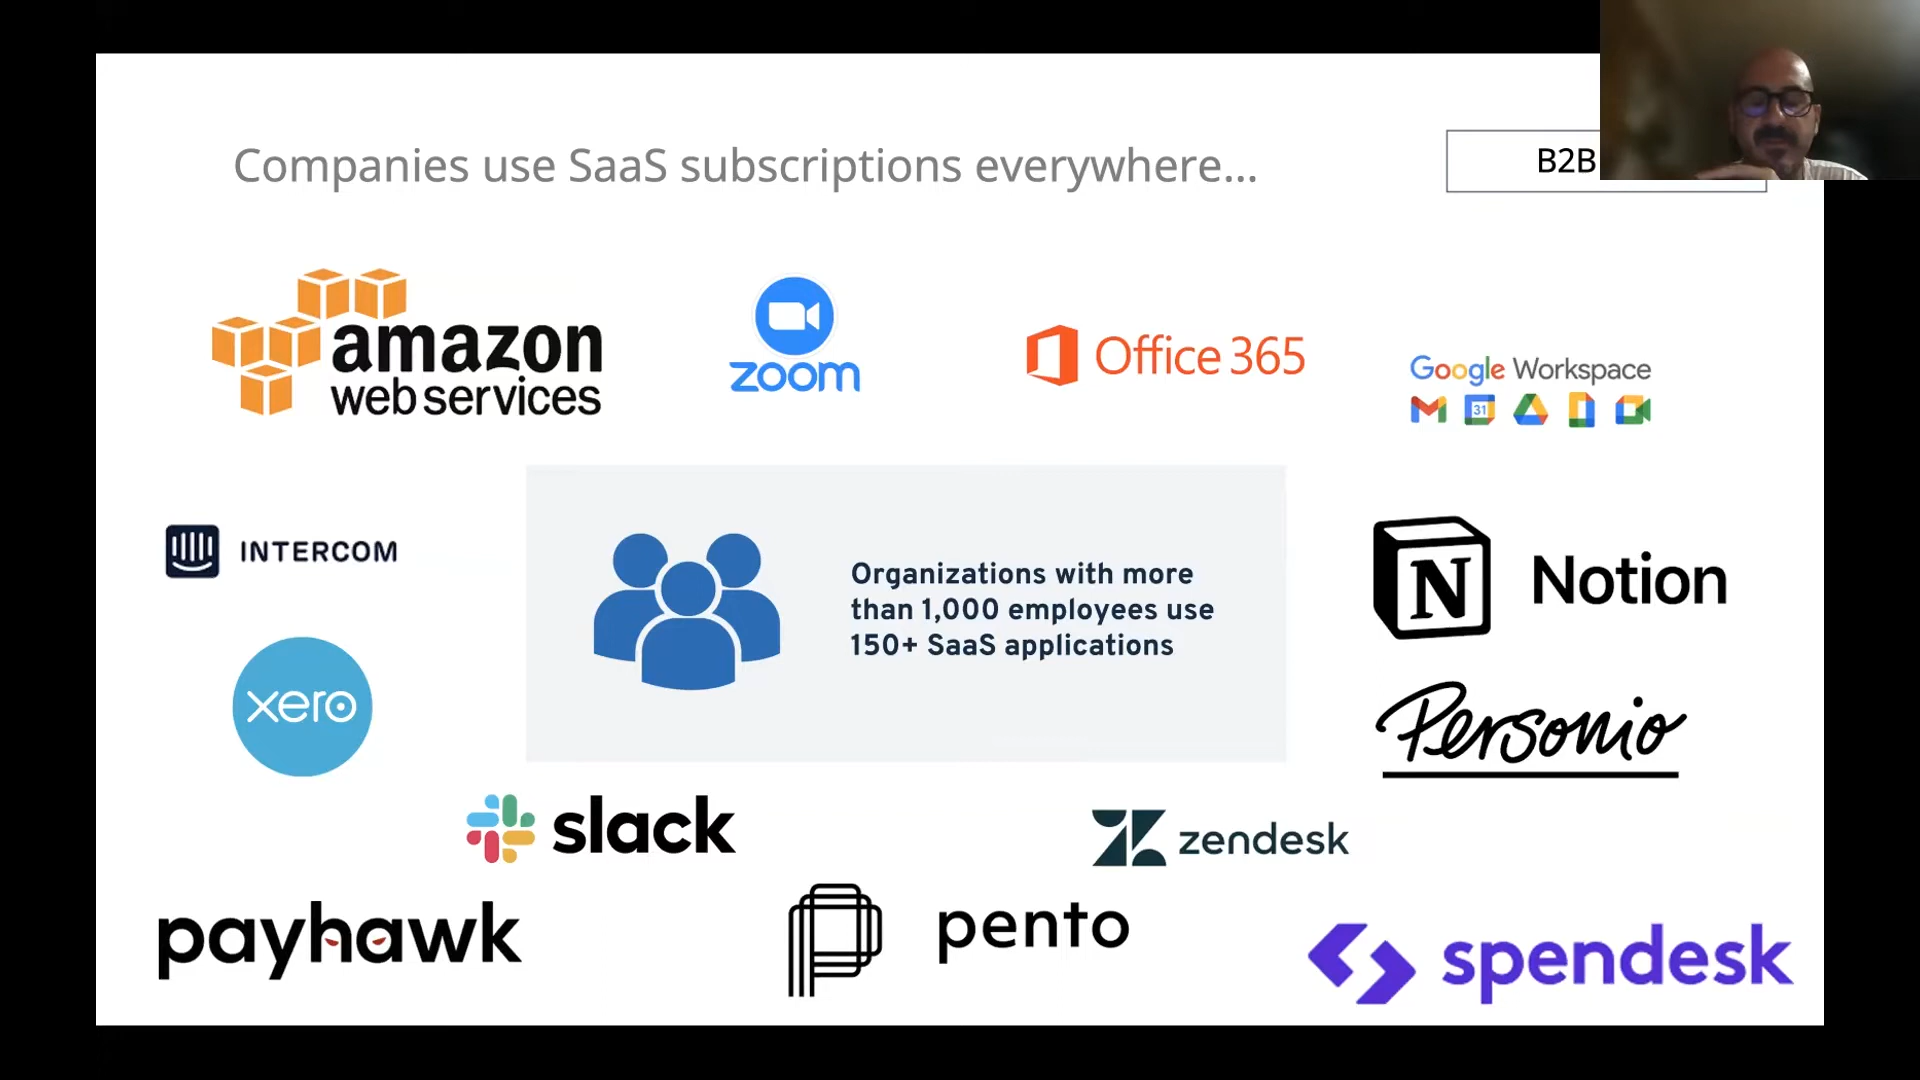 Companies use SaaS subscriptions everywhere...
B2B
amazon
web services
zoom
Office 365
Google Workspace
31
INTERCOM
Organizations with more
than 1,000 employees use
150+ SaaS applications
N Notion
xero
Personio
slack
zendesk
payhawk
pento
spendesk